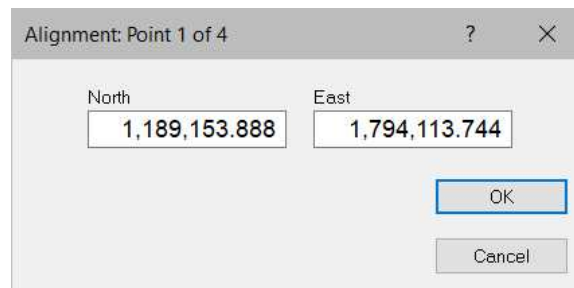 Alignment: Point 1 of 4 ?
North East
1,189,153.888 1,794,113.744
OK
Cancel